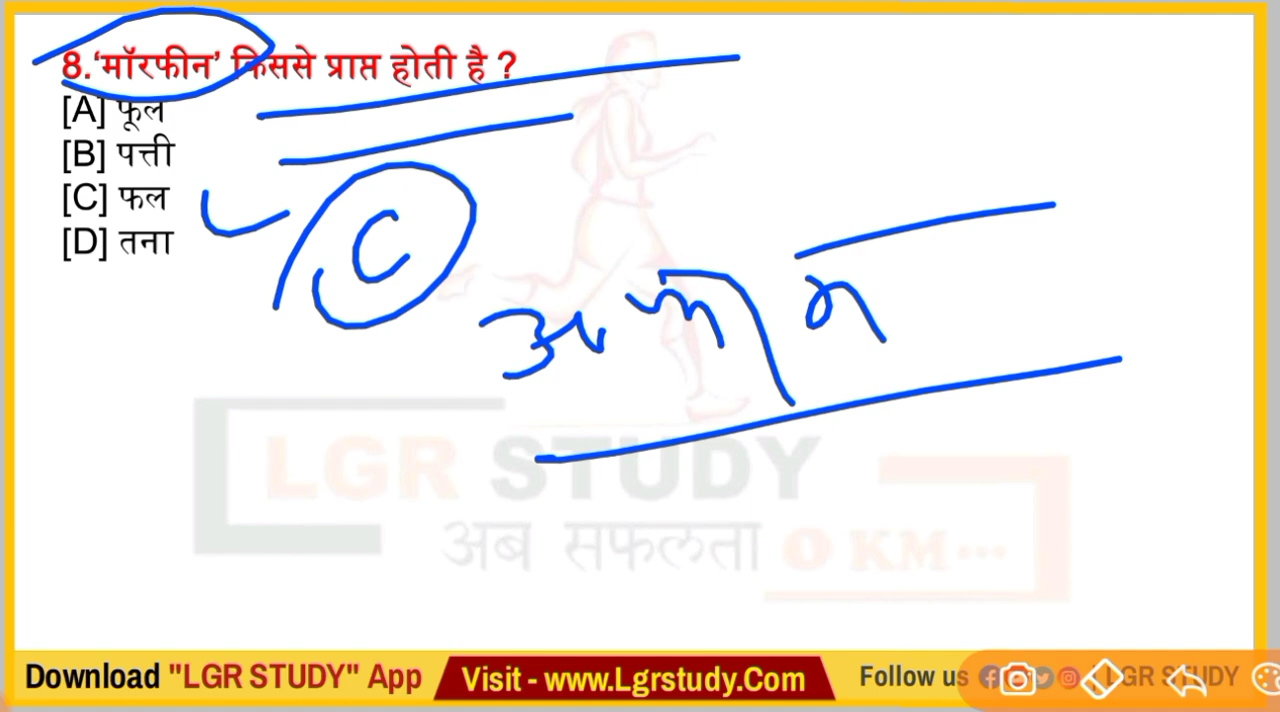 8.‘मॉरफीन’ किससे प्राप्त होती है ?
[A] फूल
[B] पत्ती
[C] फल
[D] तना
C
अफीम
LGR STUDY
अब सफलता 0 KM...
Download "LGR STUDY" App Visit - www.Lgrstudy.Com Follow us LGR STUDY